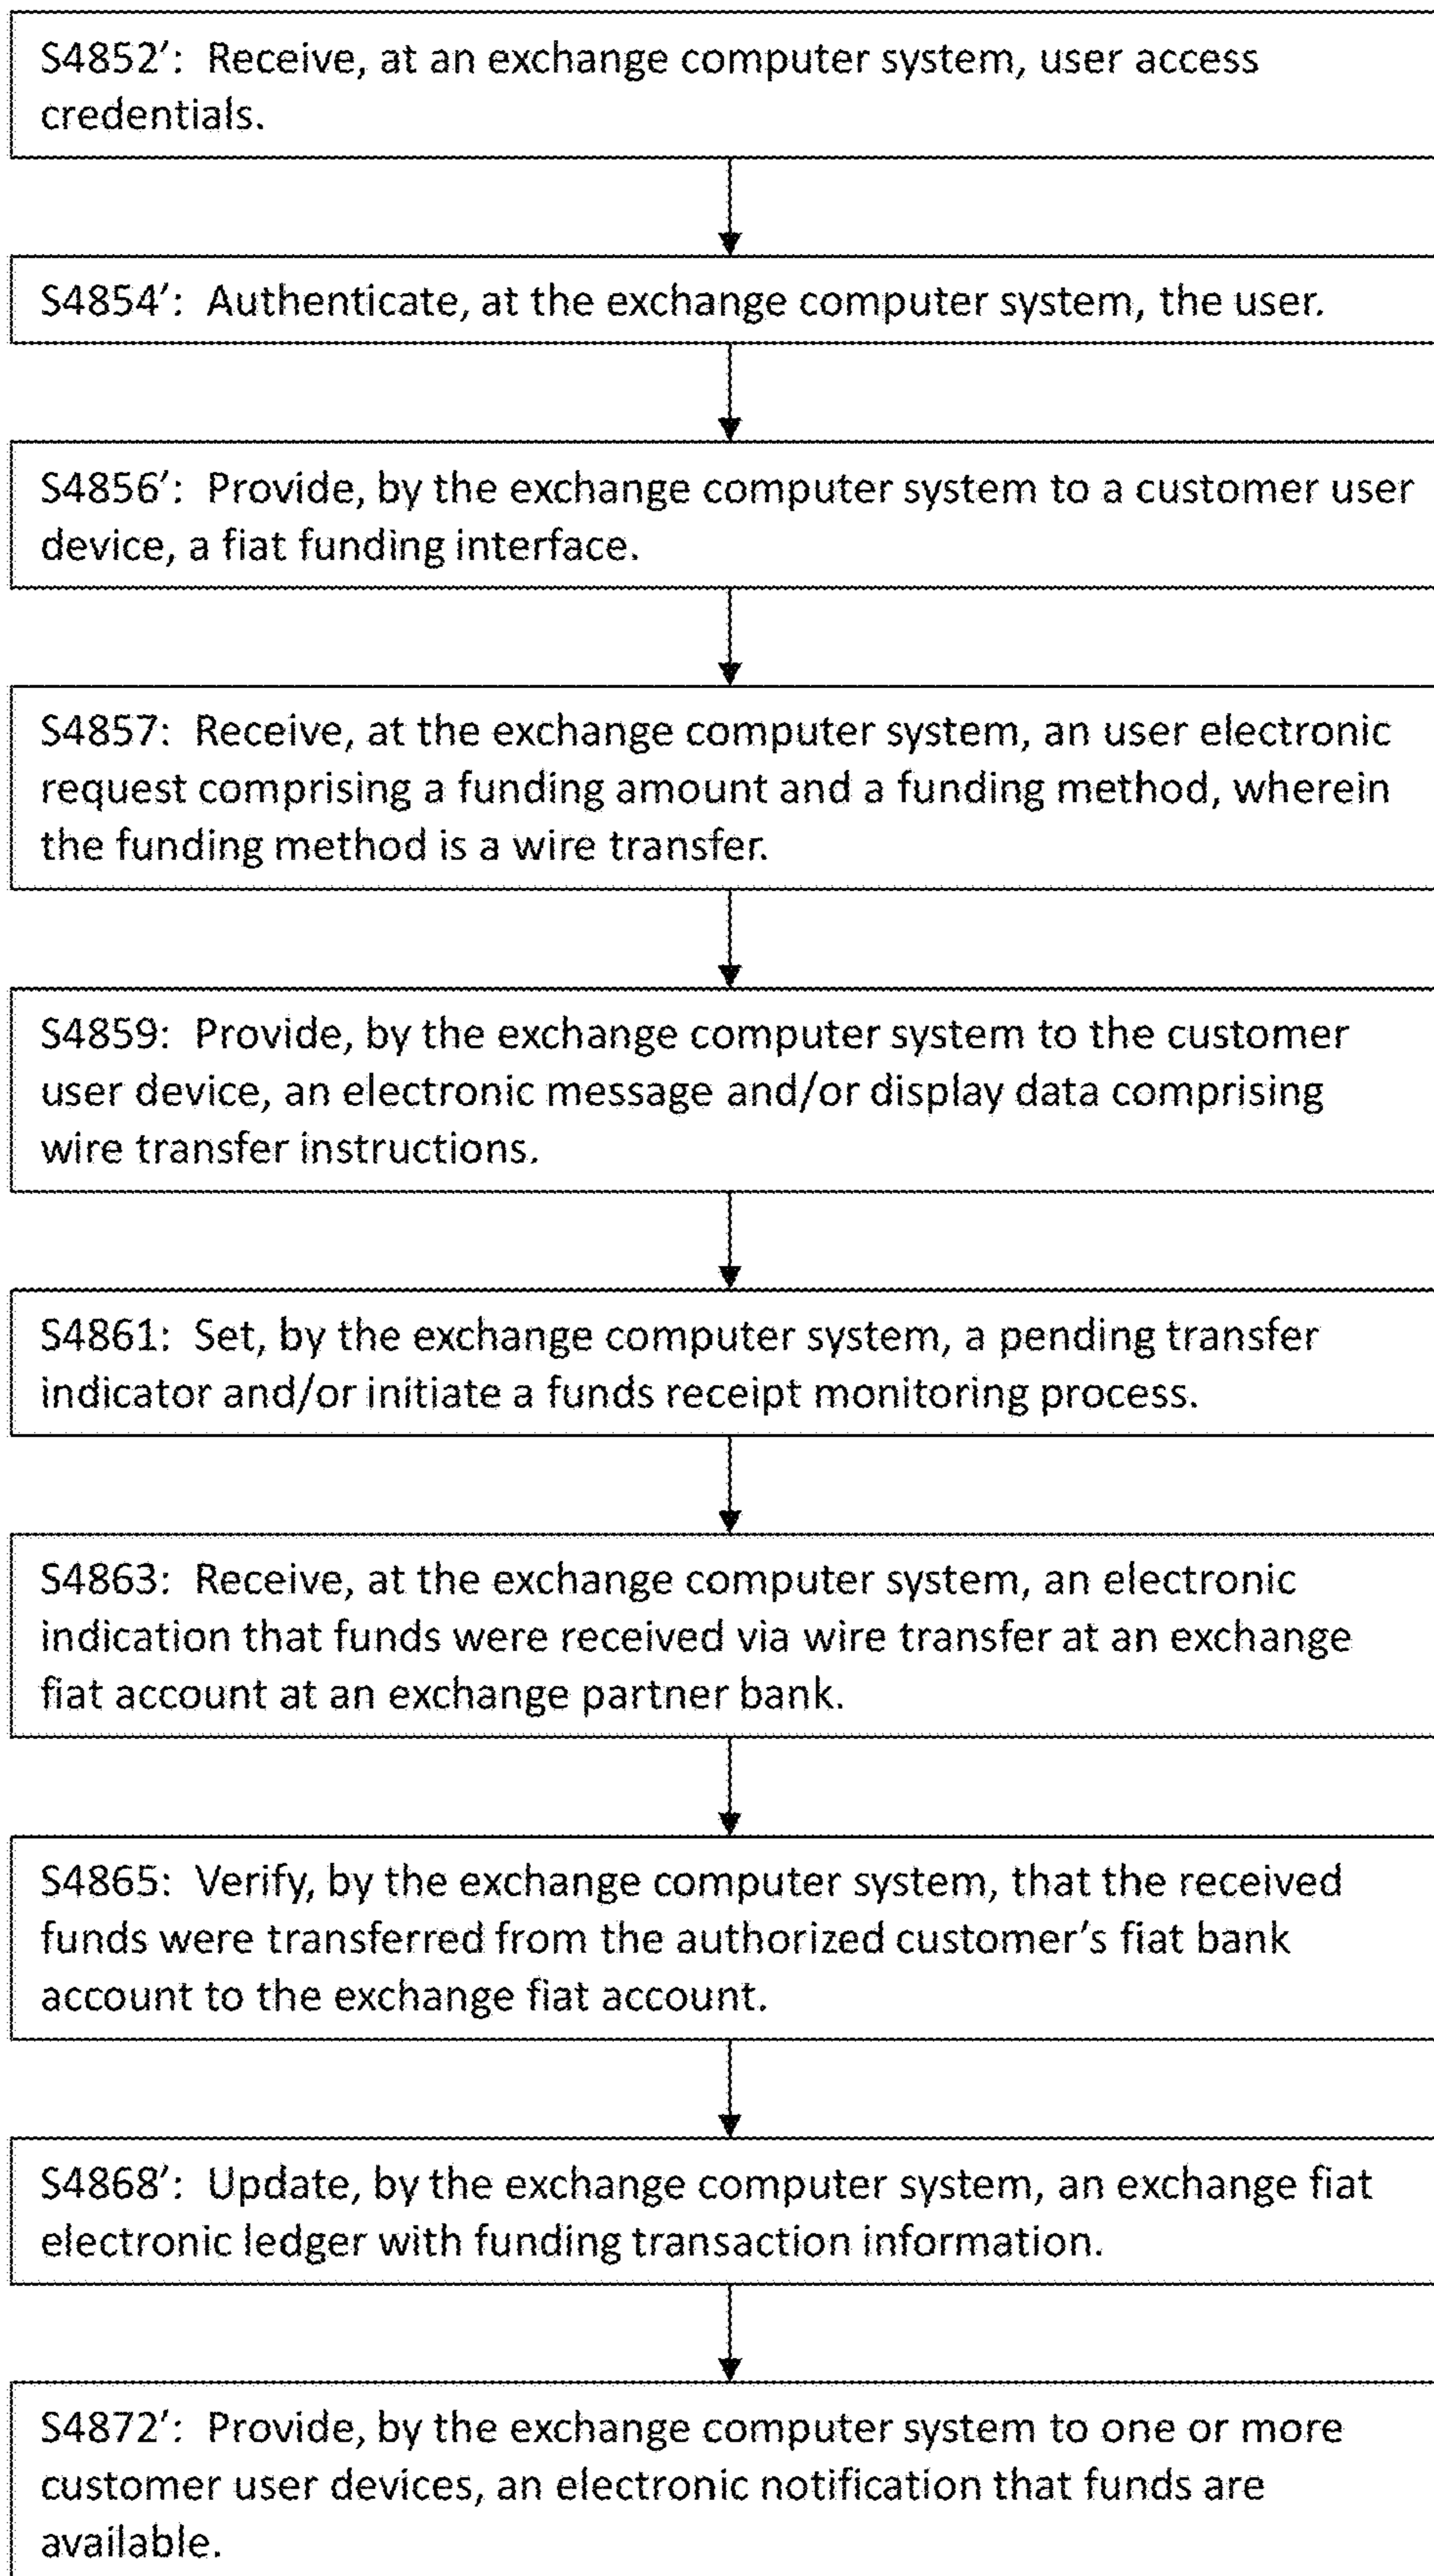 S4852′: Receive, at an exchange computer system, user access
credentials.
S4854′: Authenticate, at the exchange computer system, the user.
S4856′: Provide, by the exchange computer system to a customer user
device, a fiat funding interface.
S4857: Receive, at the exchange computer system, an user electronic
request comprising a funding amount and a funding method, wherein
the funding method is a wire transfer.
S4859: Provide, by the exchange computer system to the customer
user device, an electronic message and/or display data comprising
wire transfer instructions.
S4861: Set, by the exchange computer system, a pending transfer
indicator and/or initiate a funds receipt monitoring process.
S4863: Receive, at the exchange computer system, an electronic
indication that funds were received via wire transfer at an exchange
fiat account at an exchange partner bank.
S4865: Verify, by the exchange computer system, that the received
funds were transferred from the authorized customer's fiat bank
account to the exchange fiat account.
S4868′: Update, by the exchange computer system, an exchange fiat
electronic ledger with funding transaction information.
S4872′: Provide, by the exchange computer system to one or more
customer user devices, an electronic notification that funds are
available.